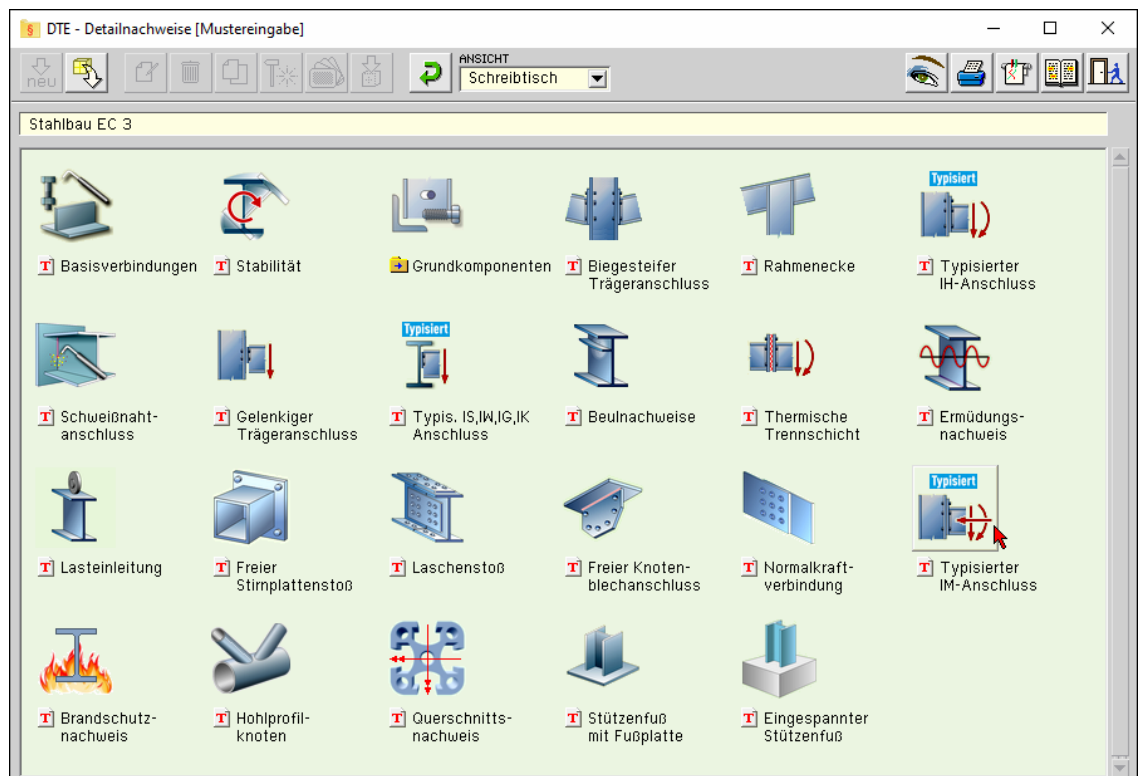 DTE - Detailnachweise [Mustereingabe]
neu
ANSICHT
Schreibtisch
Stahlbau EC 3
Basisverbindungen
Stabilität
Grundkomponenten
Biegesteifer
Trägeranschluss
Rahmenecke
Typisiert
Typisierter
IH-Anschluss
Schweißnaht-
anschluss
Gelenkiger
Trägeranschluss
Typisiert
Typis. IS,IW,IG,IK
Anschluss
Beulnachweise
Thermische
Trennschicht
Ermüdungs-
nachweis
Lasteinleitung
Freier
Stirnplattenstoß
Laschenstoß
Freier Knoten-
blechanschluss
Normalkraft-
verbindung
Typisiert
Typisierter
IM-Anschluss
Brandschutz-
nachweis
Hohlprofil-
knoten
Querschnitts-
nachweis
Stützenfuß
mit Fußplatte
Eingespannter
Stützenfuß